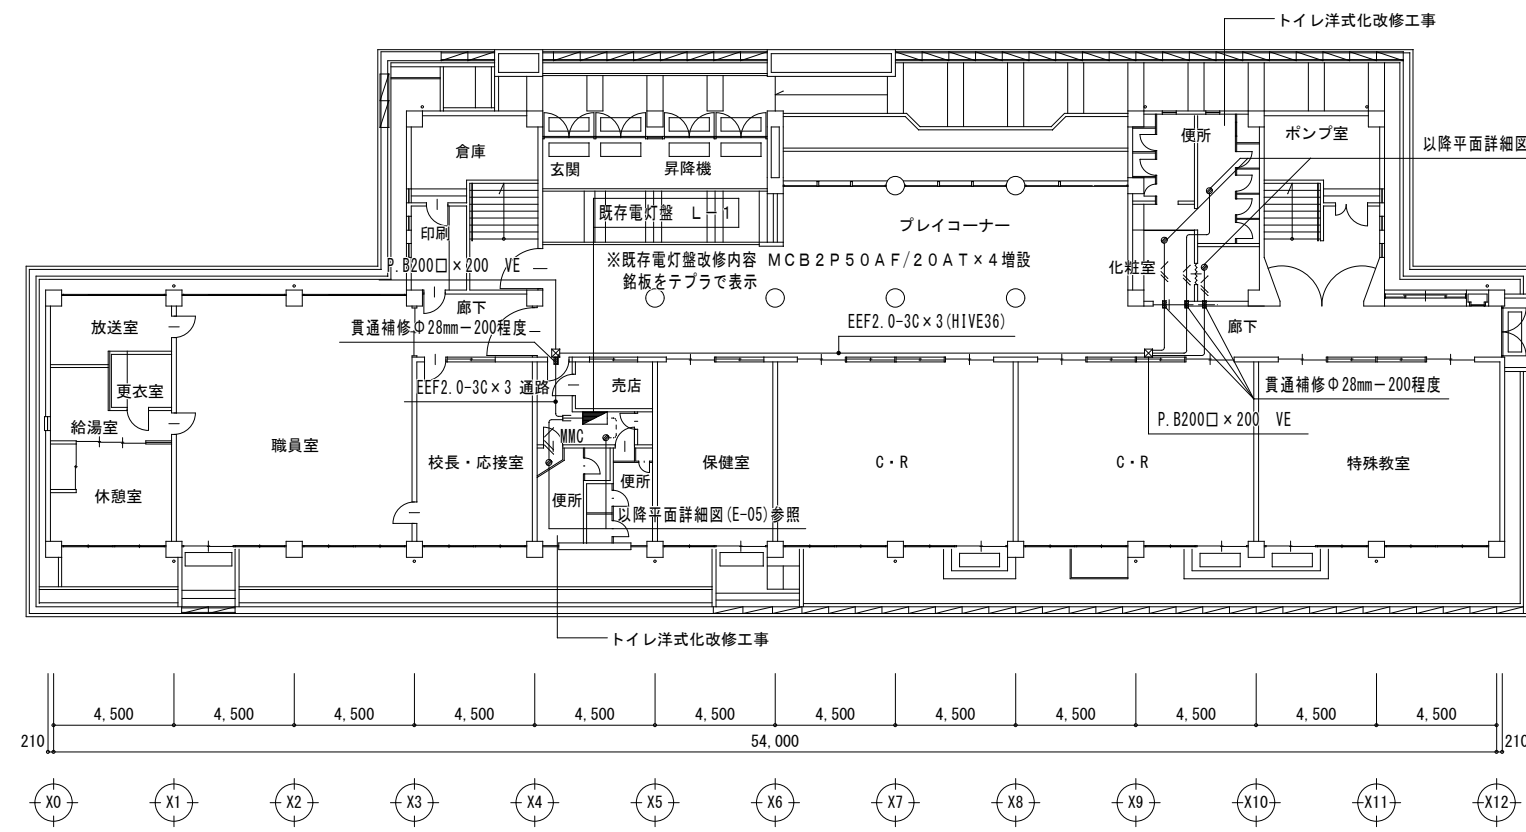 トイレ洋式化改修工事
便所
ポンプ室
以降平面詳細図
倉庫
玄関
昇降機
既存電灯盤 L-1
プレイコーナー
印刷
P.B200□×200 VE
※既存電灯盤改修内容 MCB2P50AF/20AT×4増設
銘板をテプラで表示
化粧室
廊下
放送室
貫通補修Φ28mm-200程度
EEF2.0-3C×3(HIVE36)
廊下
更衣室
EEF2.0-3C×3 通路
売店
貫通補修Φ28mm-200程度
給湯室
P.B200□×200 VE
MMC
職員室
校長・応接室
保健室
C・R
C・R
特殊教室
休憩室
便所
便所
以降平面詳細図(E-05)参照
トイレ洋式化改修工事
4,500 4,500 4,500 4,500 4,500 4,500 4,500 4,500 4,500 4,500 4,500 4,500
210 54,000 210
X0 X1 X2 X3 X4 X5 X6 X7 X8 X9 X10 X11 X12